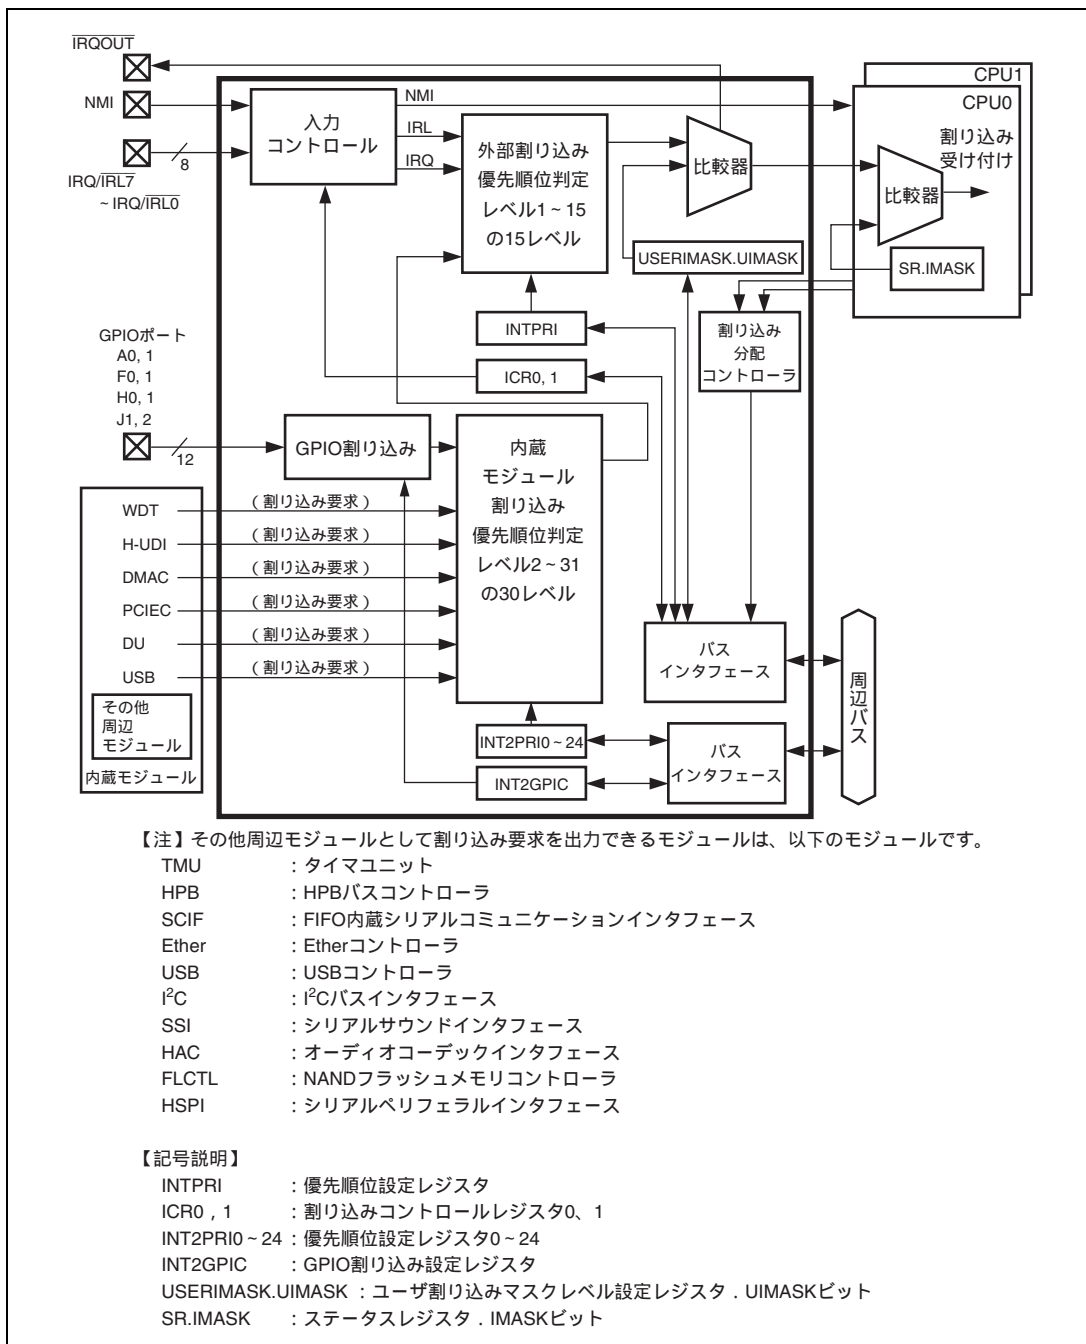 IRQOUT
NMI
IRQ/IRL7
~IRQ/IRL0
8
入力
コントロール
NMI
IRL
IRQ
外部割り込み
優先順位判定
レベル1~15
の15レベル
比較器
CPU1
CPU0
割り込み
受け付け
比較器
SR.IMASK
USERIMASK.UIMASK
INTPRI
ICR0, 1
割り込み
分配
コントローラ
GPIOポート
A0, 1
F0, 1
H0, 1
J1, 2
12
GPIO割り込み
内蔵
モジュール
割り込み
優先順位判定
レベル2~31
の30レベル
WDT
(割り込み要求)
H-UDI
(割り込み要求)
DMAC
(割り込み要求)
PCIEC
(割り込み要求)
DU
(割り込み要求)
USB
(割り込み要求)
その他
周辺
モジュール
内蔵モジュール
バス
インタフェース
周辺バス
INT2PRI0~24
INT2GPIC
バス
インタフェース
【注】その他周辺モジュールとして割り込み要求を出力できるモジュールは、以下のモジュールです。
TMU :タイマユニット
HPB :HPBバスコントローラ
SCIF :FIFO内蔵シリアルコミュニケーションインタフェース
Ether :Etherコントローラ
USB :USBコントローラ
I²C :I²Cバスインタフェース
SSI :シリアルサウンドインタフェース
HAC :オーディオコーデックインタフェース
FLCTL :NANDフラッシュメモリコントローラ
HSPI :シリアルペリフェラルインタフェース
【記号説明】
INTPRI :優先順位設定レジスタ
ICR0,1 :割り込みコントロールレジスタ0、1
INT2PRI0~24:優先順位設定レジスタ0~24
INT2GPIC :GPIO割り込み設定レジスタ
USERIMASK.UIMASK :ユーザ割り込みマスクレベル設定レジスタ.UIMASKビット
SR.IMASK :ステータスレジスタ.IMASKビット